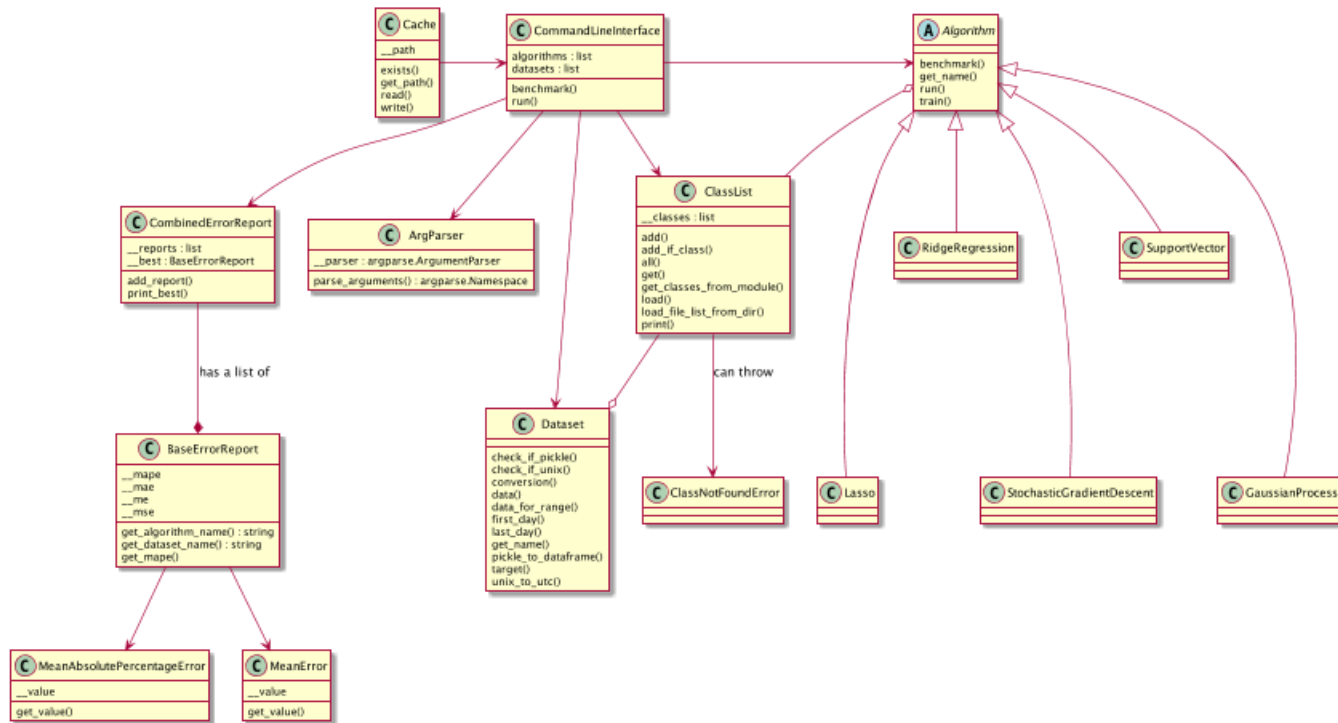 C Cache
__path
exists()
get_path()
read()
write()
C CommandLineInterface
algorithms : list
datasets : list
benchmark()
run()
A Algorithm
benchmark()
get_name()
run()
train()
C CombinedErrorReport
__reports : list
__best : BaseErrorReport
add_report()
print_best()
C ArgParser
__parser : argparse.ArgumentParser
parse_arguments() : argparse.Namespace
C ClassList
__classes : list
add()
add_if_class()
all()
get()
get_classes_from_module()
load()
load_file_list_from_dir()
print()
C RidgeRegression
C SupportVector
has a list of
can throw
C BaseErrorReport
__mape
__mae
__me
__mse
get_algorithm_name() : string
get_dataset_name() : string
get_mape()
C Dataset
check_if_pickle()
check_if_unix()
conversion()
data()
data_for_range()
first_day()
last_day()
get_name()
pickle_to_dataframe()
target()
unix_to_utc()
C ClassNotFoundError
C Lasso
C StochasticGradientDescent
C GaussianProcess
C MeanAbsolutePercentageError
__value
get_value()
C MeanError
__value
get_value()